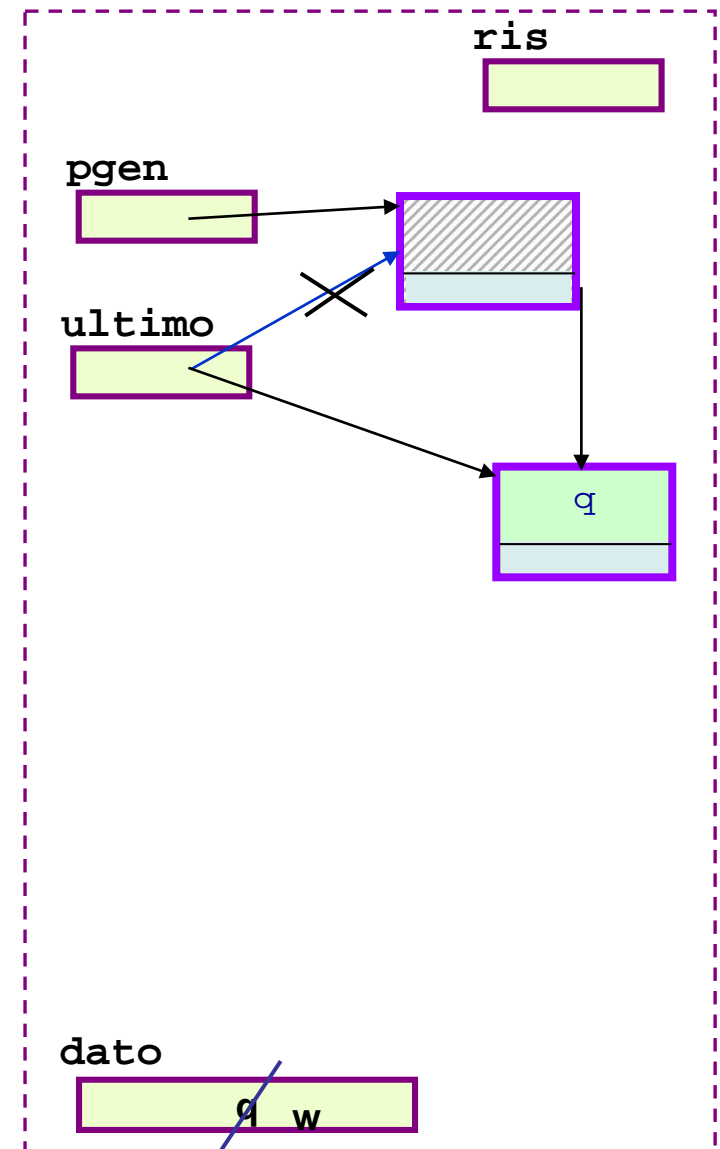 ris
pgen
ultimo
q
dato
q w